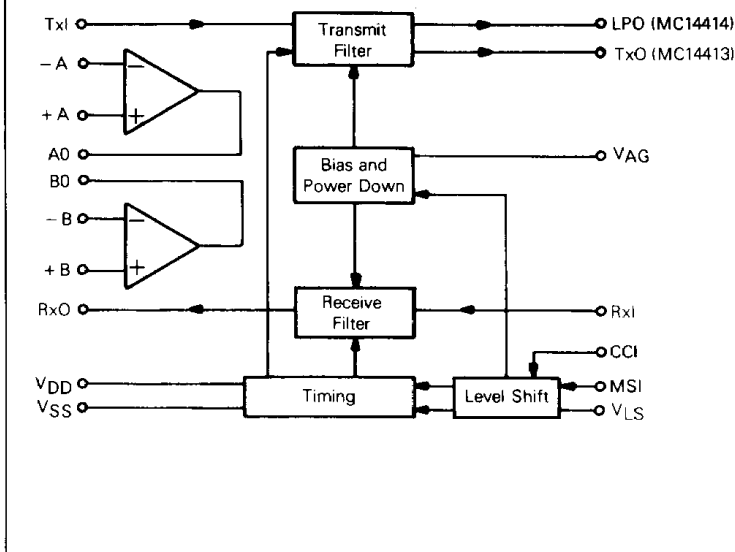 TxI
Transmit
Filter
LPO (MC14414)
TxO (MC14413)
– A
−
+ A
+
A0
B0
Bias and
Power Down
VAG
– B
−
+ B
+
RxO
Receive
Filter
RxI
CCI
VDD
VSS
Timing
Level Shift
MSI
VLS